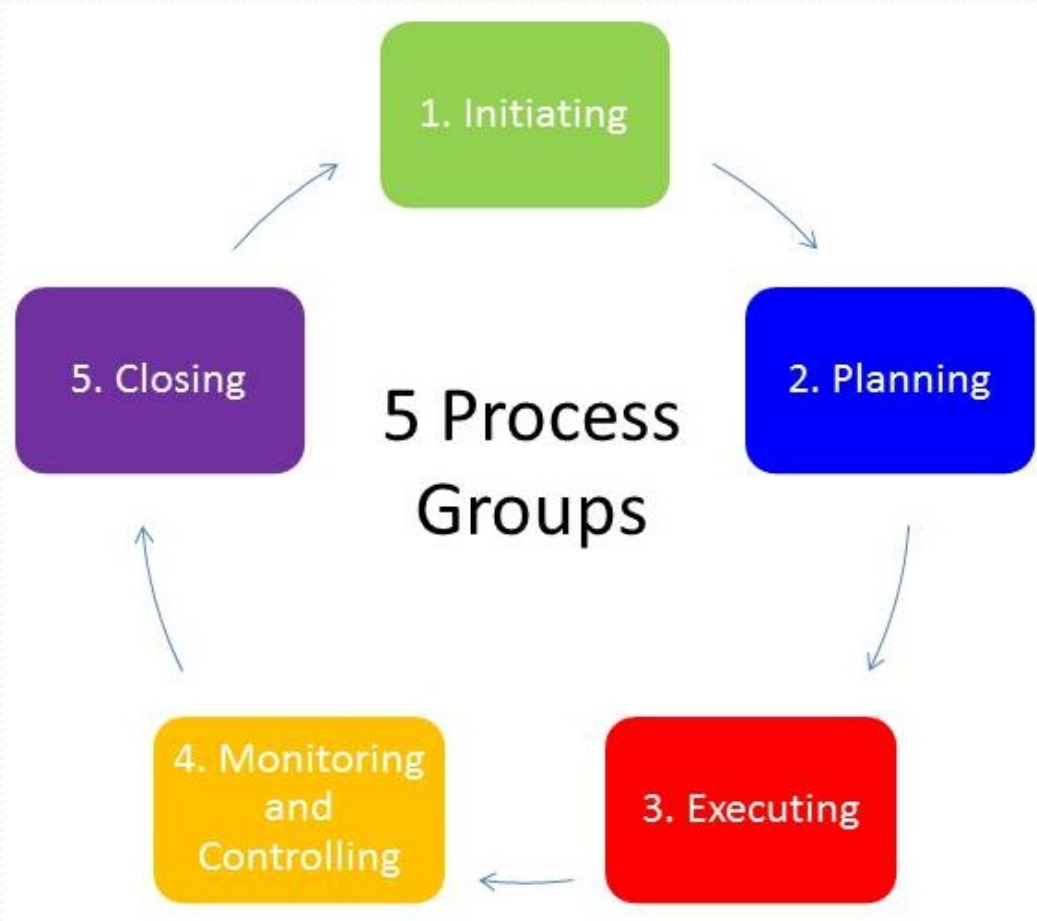 1. Initiating
2. Planning
3. Executing
4. Monitoring
and
Controlling
5. Closing
5 Process
Groups